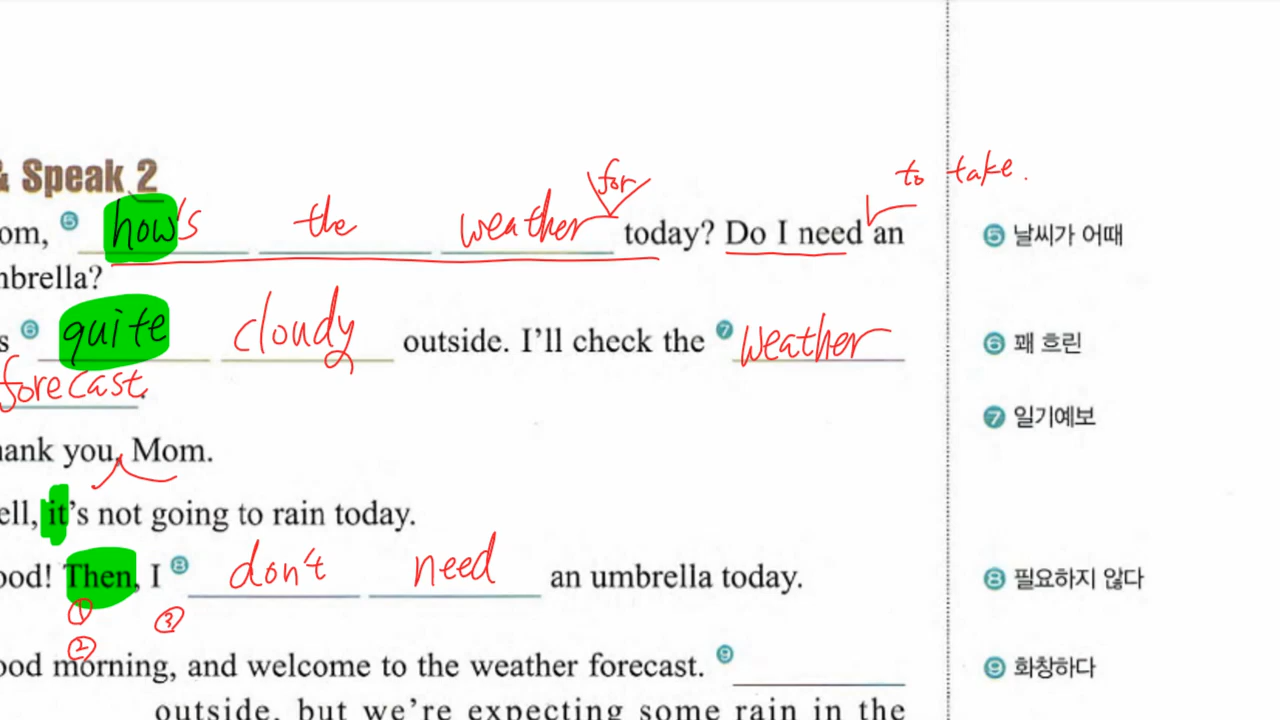 & Speak 2
for
to take.
om, ⑤ how's the weather today? Do I need an
⑤ 날씨가 어때
mbrella?
s ⑥ quite cloudy outside. I'll check the ⑦ weather
⑥ 꽤 흐린
forecast.
⑦ 일기예보
hank you, Mom.
ell, it's not going to rain today.
ood! Then, I ⑧ don't need an umbrella today.
⑧ 필요하지 않다
① ③
②
ood morning, and welcome to the weather forecast. ⑨
⑨ 화창하다
outside, but we're expecting some rain in the